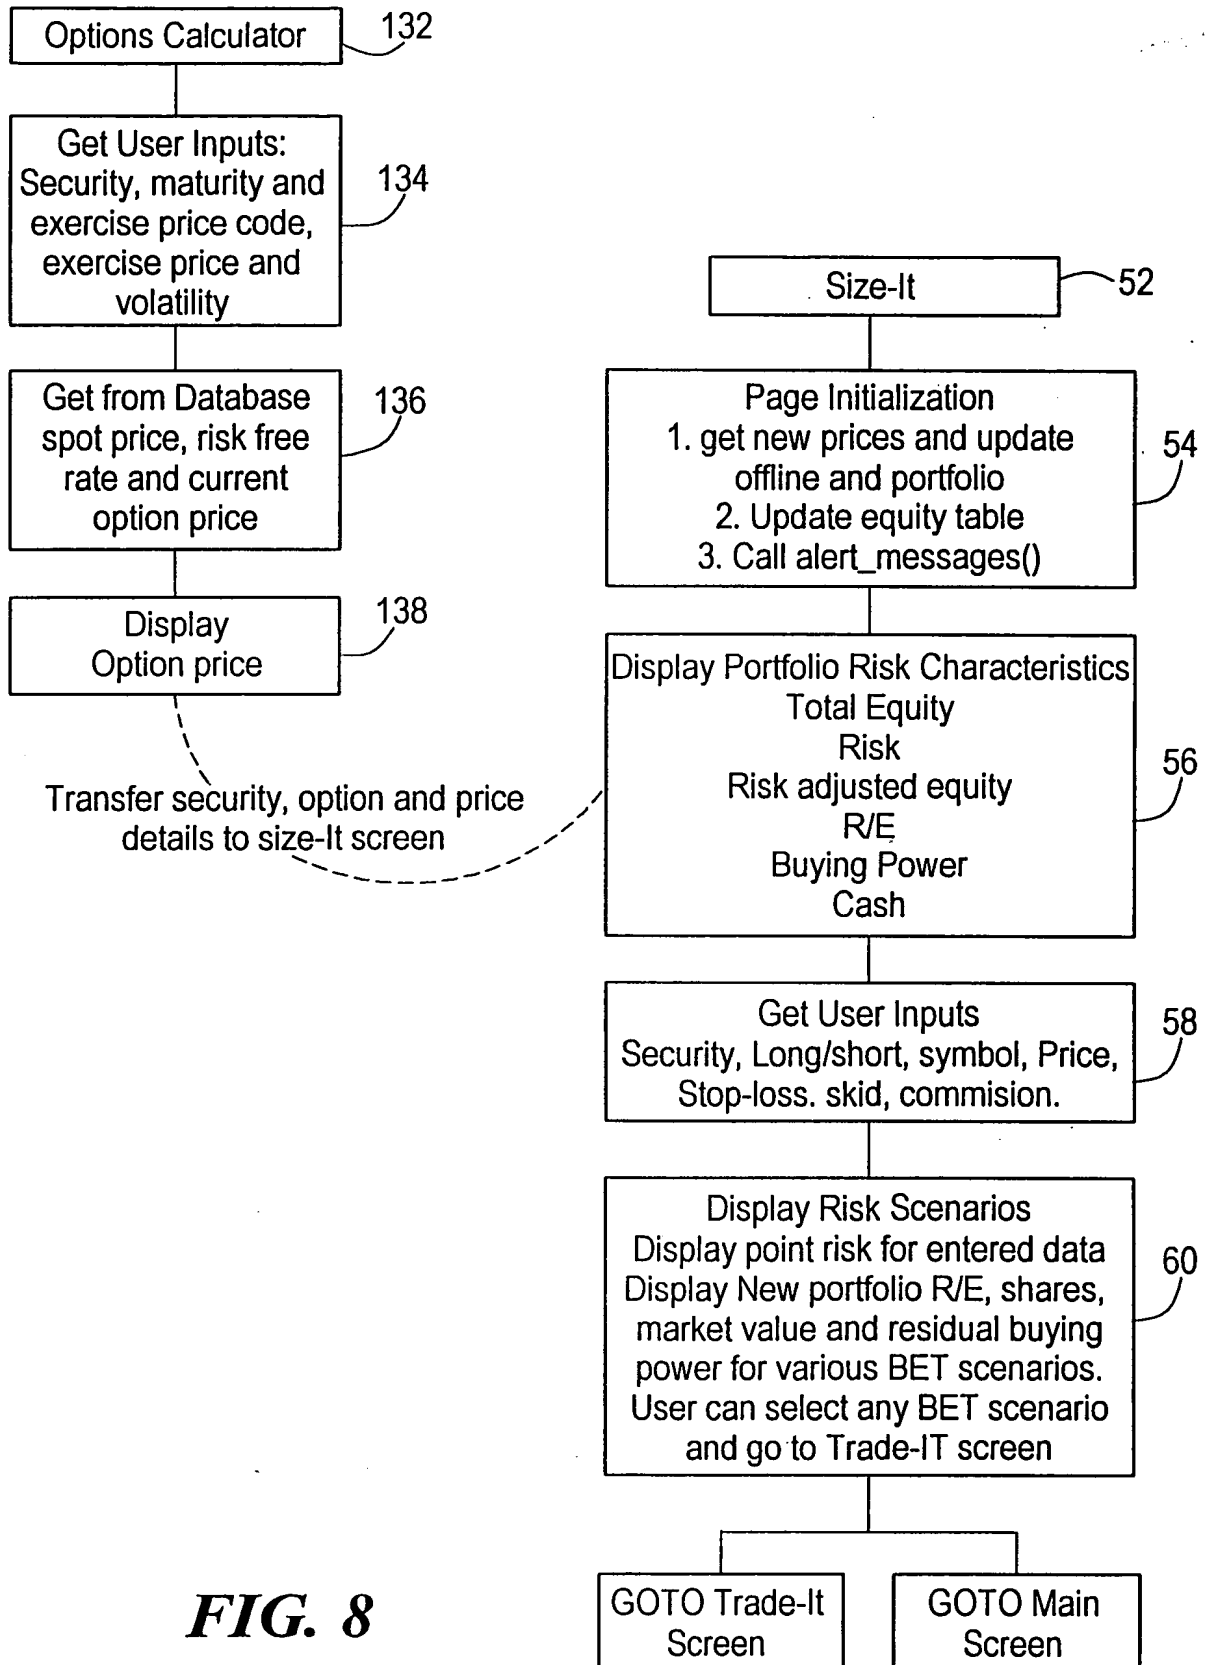 Options Calculator
132
Get User Inputs:
Security, maturity and
exercise price code,
exercise price and
volatility
134
Get from Database
spot price, risk free
rate and current
option price
136
Display
Option price
138
Transfer security, option and price
details to size-It screen
Size-It
52
Page Initialization
1. get new prices and update
offline and portfolio
2. Update equity table
3. Call alert_messages()
54
Display Portfolio Risk Characteristics
Total Equity
Risk
Risk adjusted equity
R/E
Buying Power
Cash
56
Get User Inputs
Security, Long/short, symbol, Price,
Stop-loss. skid, commision.
58
Display Risk Scenarios
Display point risk for entered data
Display New portfolio R/E, shares,
market value and residual buying
power for various BET scenarios.
User can select any BET scenario
and go to Trade-IT screen
60
GOTO Trade-It
Screen
GOTO Main
Screen
FIG. 8